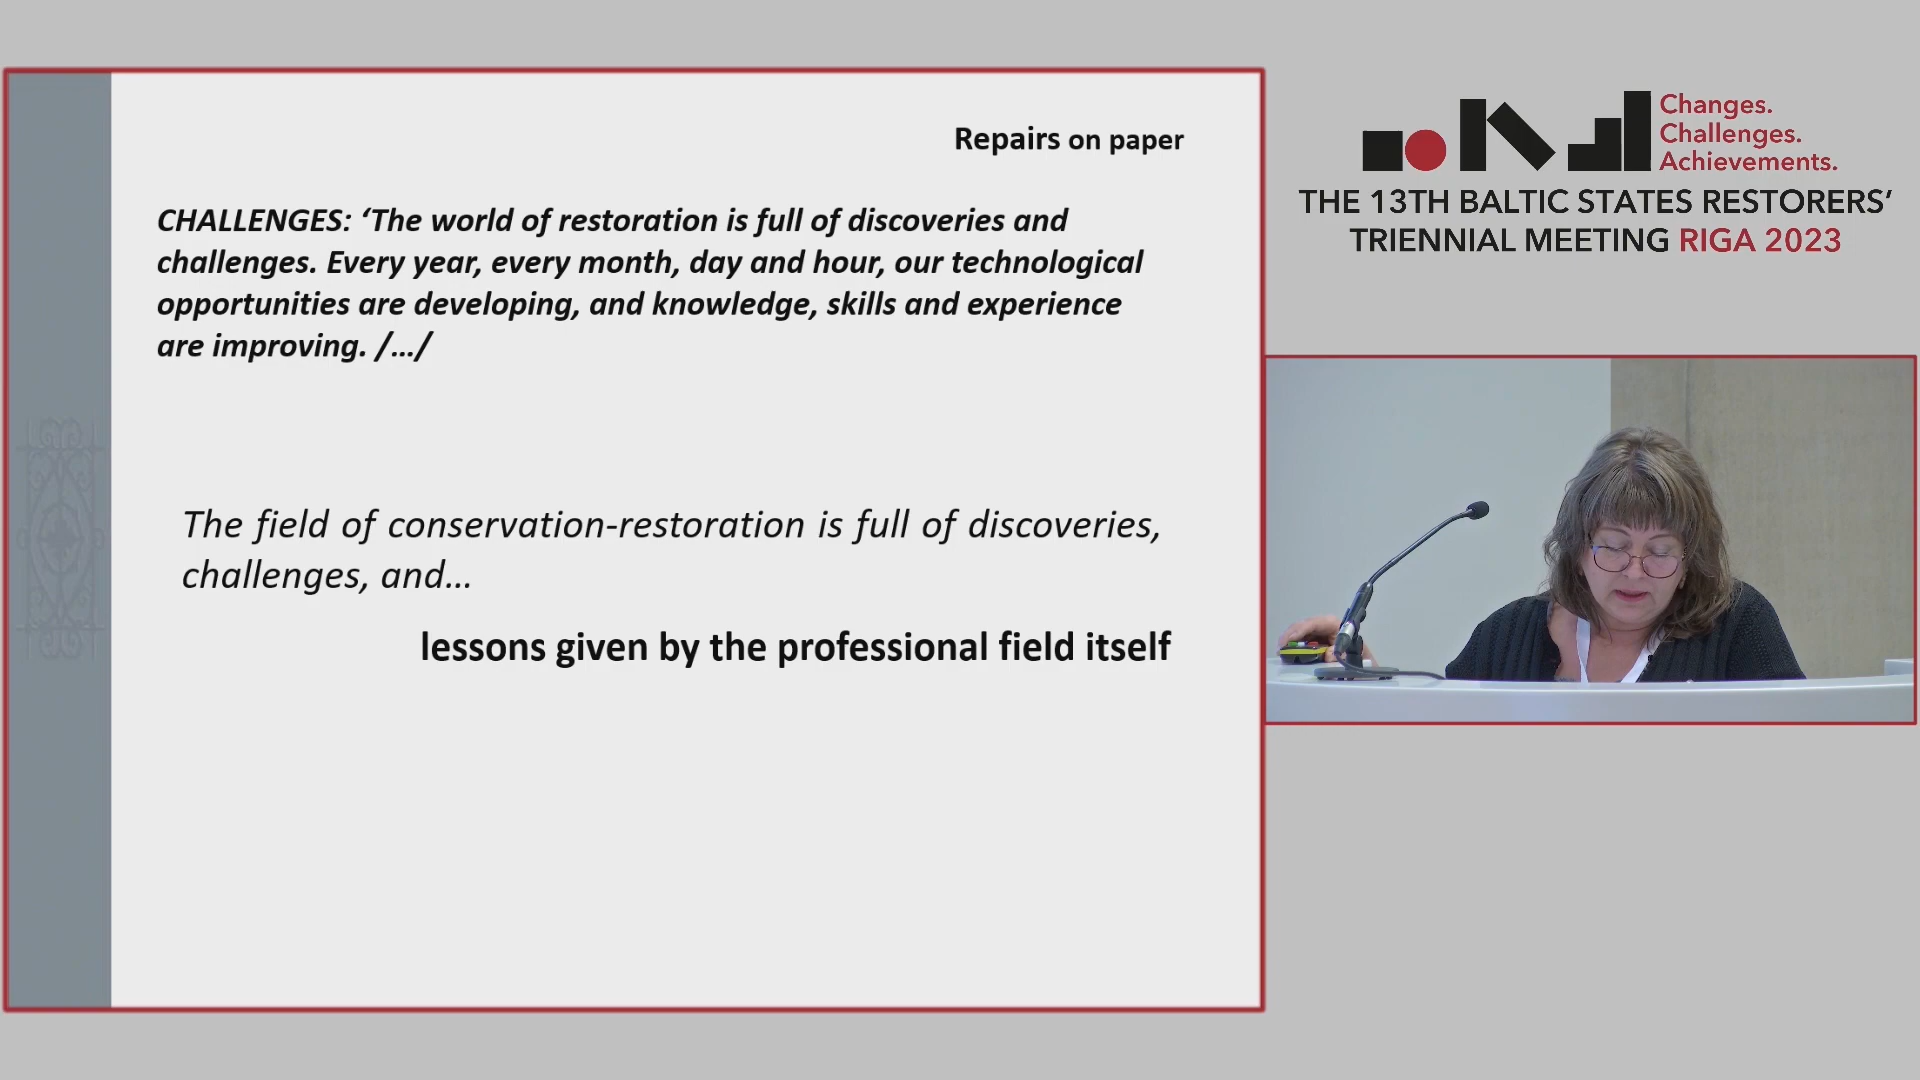 Repairs on paper
CHALLENGES: ‘The world of restoration is full of discoveries and
challenges. Every year, every month, day and hour, our technological
opportunities are developing, and knowledge, skills and experience
are improving. /…/
The field of conservation-restoration is full of discoveries,
challenges, and…
lessons given by the professional field itself
Changes.
Challenges.
Achievements.
THE 13TH BALTIC STATES RESTORERS’
TRIENNIAL MEETING RIGA 2023